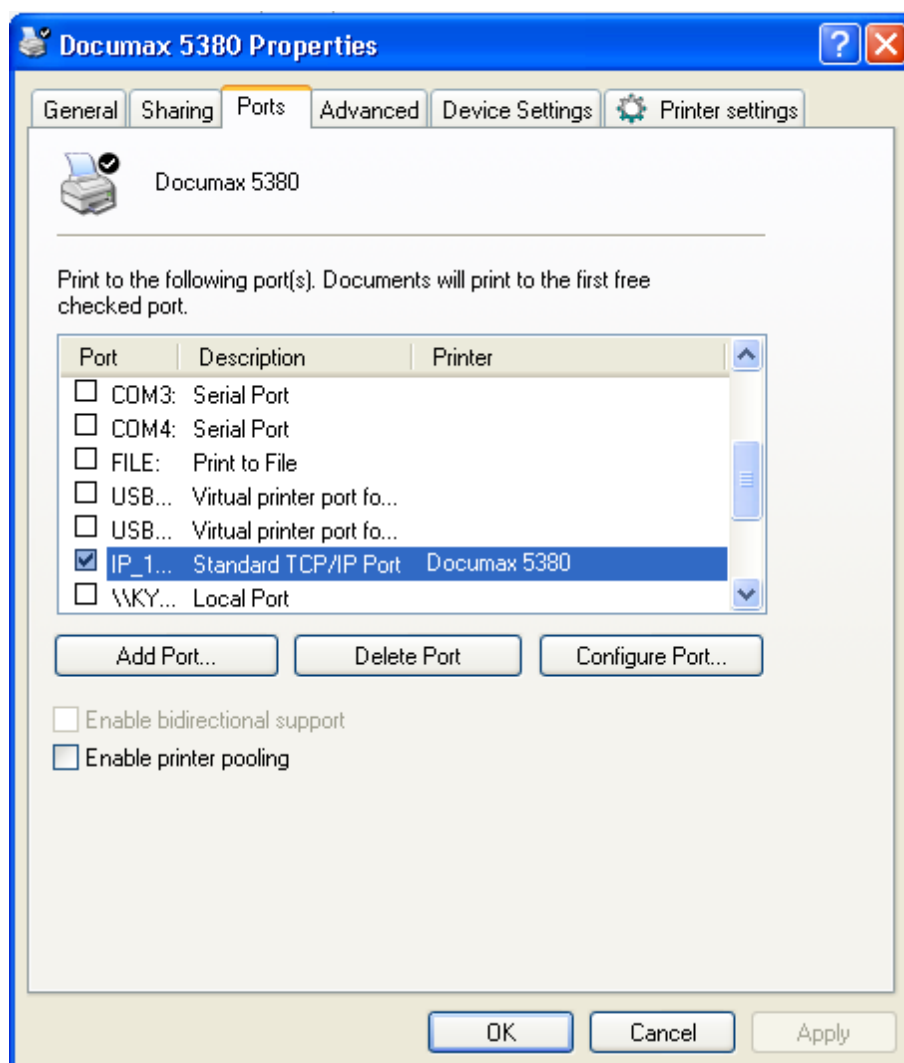 Documax 5380 Properties
General Sharing Ports Advanced Device Settings Printer settings
Documax 5380
Print to the following port(s). Documents will print to the first free
checked port.
Port Description Printer
COM3: Serial Port
COM4: Serial Port
FILE: Print to File
USB... Virtual printer port fo...
USB... Virtual printer port fo...
IP_1... Standard TCP/IP Port Documax 5380
\\KY... Local Port
Add Port... Delete Port Configure Port...
Enable bidirectional support
Enable printer pooling
OK Cancel Apply